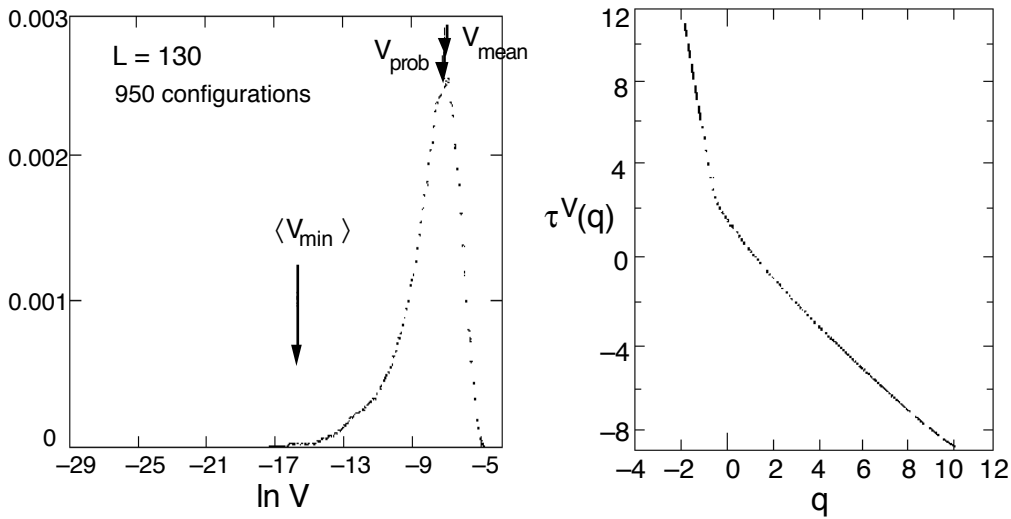 0.003
L = 130
950 configurations
V_prob
V_mean
0.002
⟨V_min⟩
0.001
0
−29 −25 −21 −17 −13 −9 −5
ln V
12
8
4
τ^V(q)
0
−4
−8
−4 −2 0 2 4 6 8 10 12
q